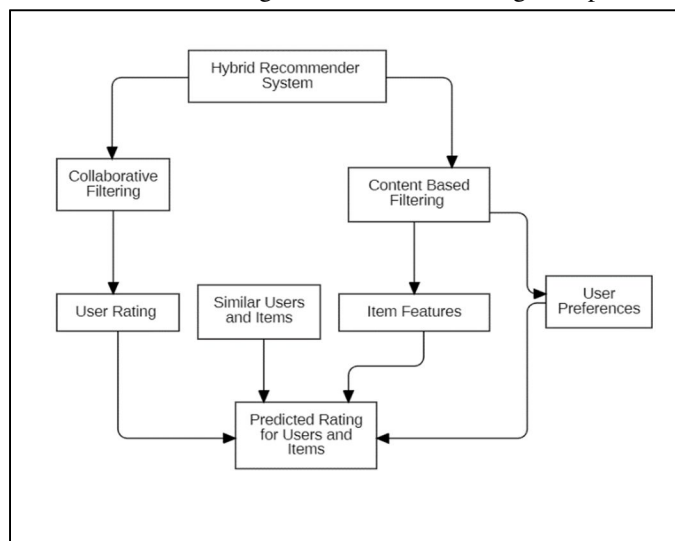 Hybrid Recommender
System
Collaborative
Filtering
Content Based
Filtering
User Rating
Similar Users
and Items
Item Features
User
Preferences
Predicted Rating
for Users and
Items